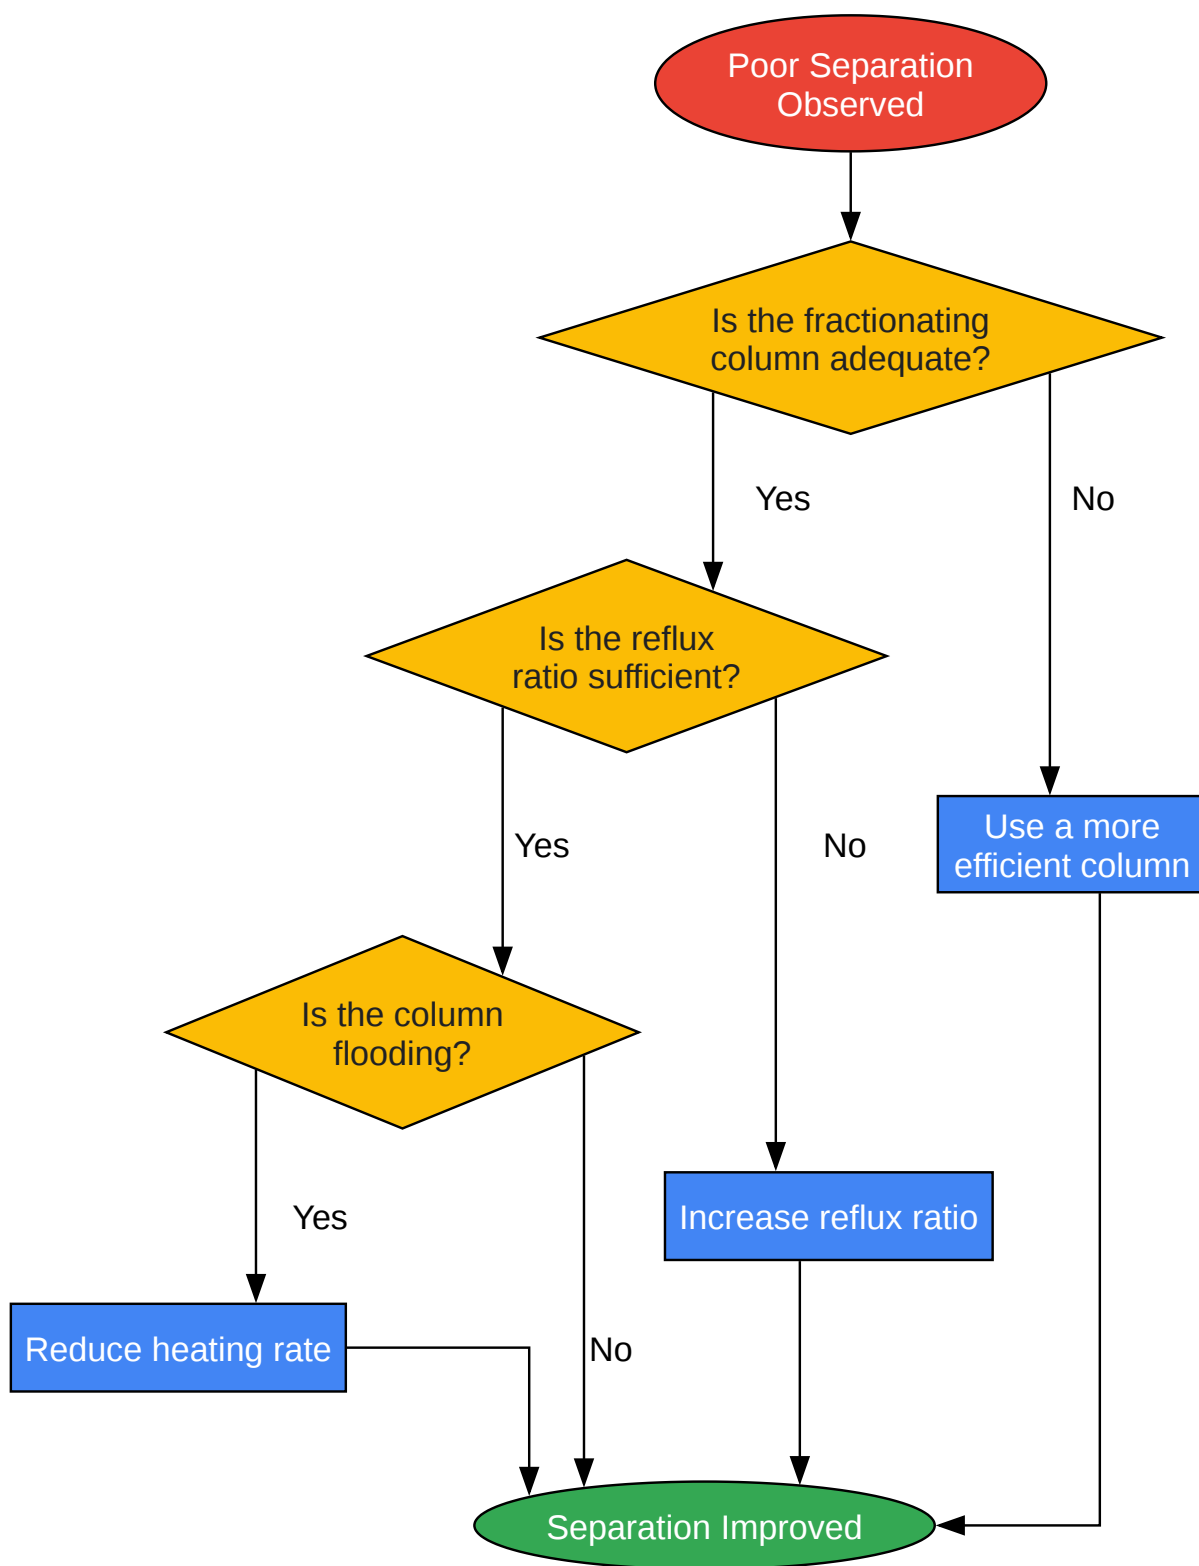 Poor Separation
Observed
Is the fractionating
column adequate?
Yes
No
Is the reflux
ratio sufficient?
Yes
No
Use a more
efficient column
Is the column
flooding?
Yes
Increase reflux ratio
Reduce heating rate
No
Separation Improved